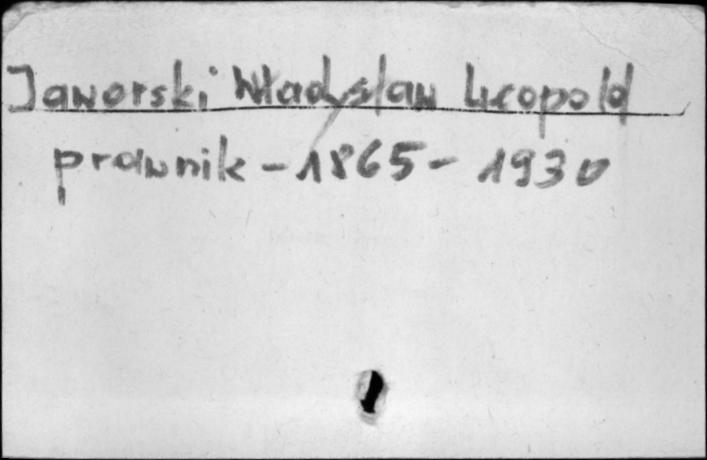 Jaworski Władysław Leopold
prawnik - 1865 - 1930